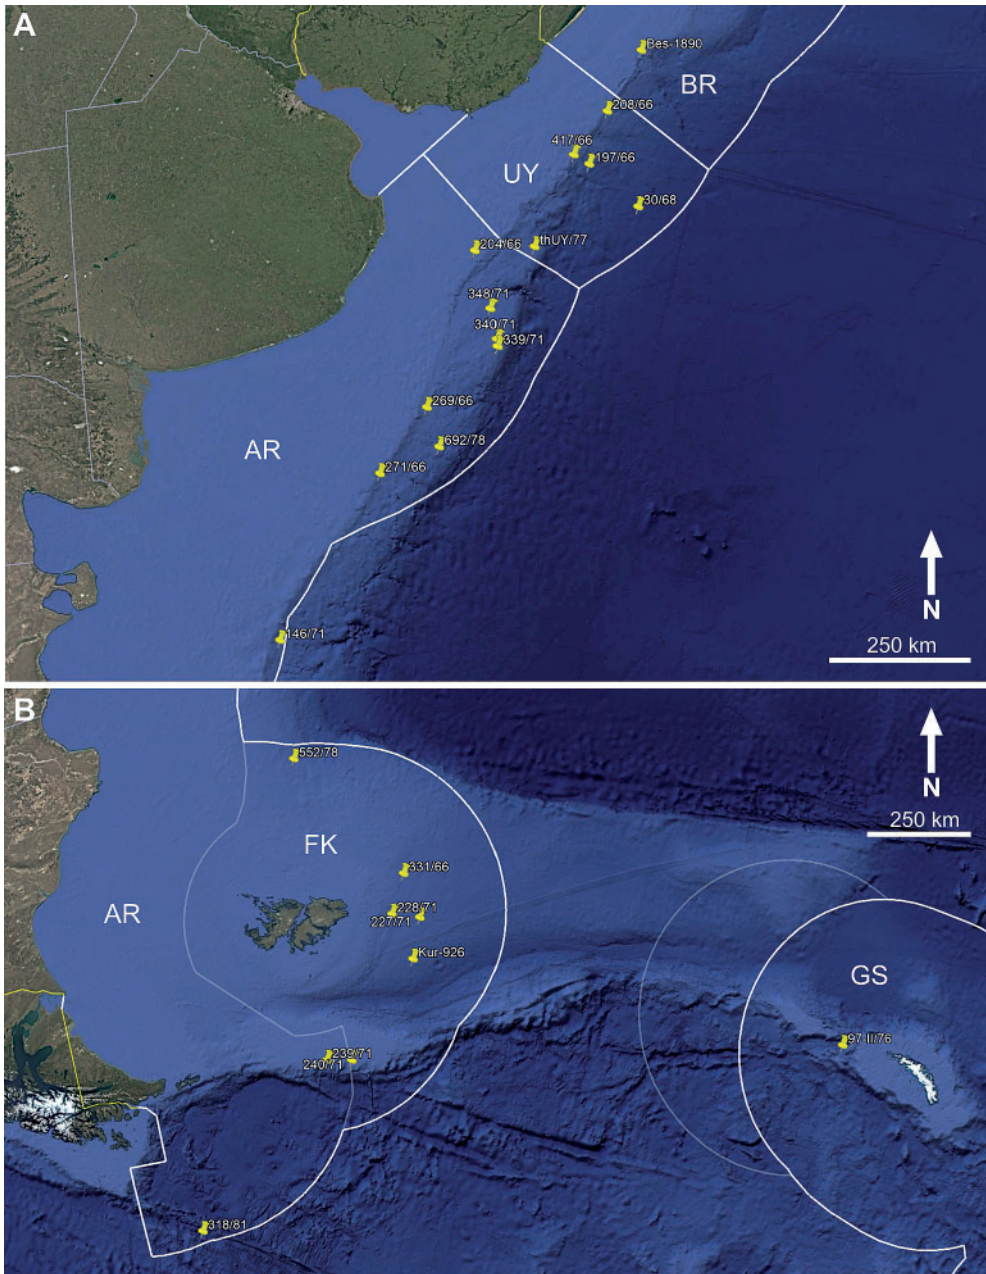 A
Bes-1890
BR
208/66
417/66
197/66
UY
30/68
204/66
thUY/77
348/71
340/71
339/71
269/66
AR
692/78
271/66
N
250 km
146/71
B
552/78
N
250 km
FK
331/66
AR
228/71
227/71
Kur-926
GS
97-II/76
239/71
240/71
318/81